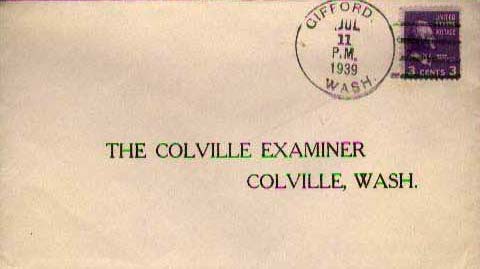 GIFFORD.
JUL
11
P.M.
1939
WASH.
UNITED
STATES
POSTAGE
3 CENTS 3
THE COLVILLE EXAMINER
COLVILLE, WASH.